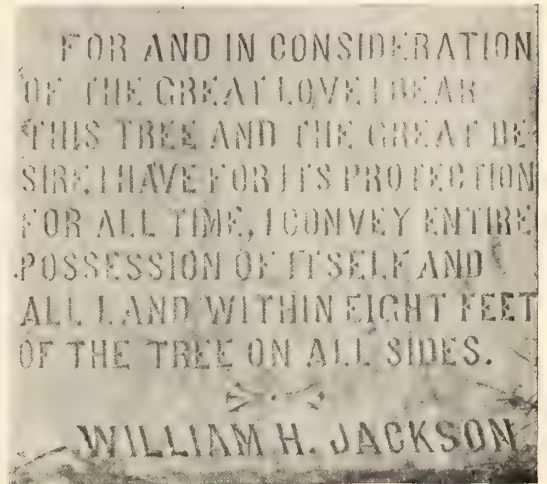 FOR AND IN CONSIDERATION
OF THE GREAT LOVE I BEAR
THIS TREE AND THE GREAT DE-
SIRE I HAVE FOR ITS PROTECTION
FOR ALL TIME, I CONVEY ENTIRE
POSSESSION OF ITSELF AND
ALL LAND WITHIN EIGHT FEET
OF THE TREE ON ALL SIDES.
WILLIAM H. JACKSON